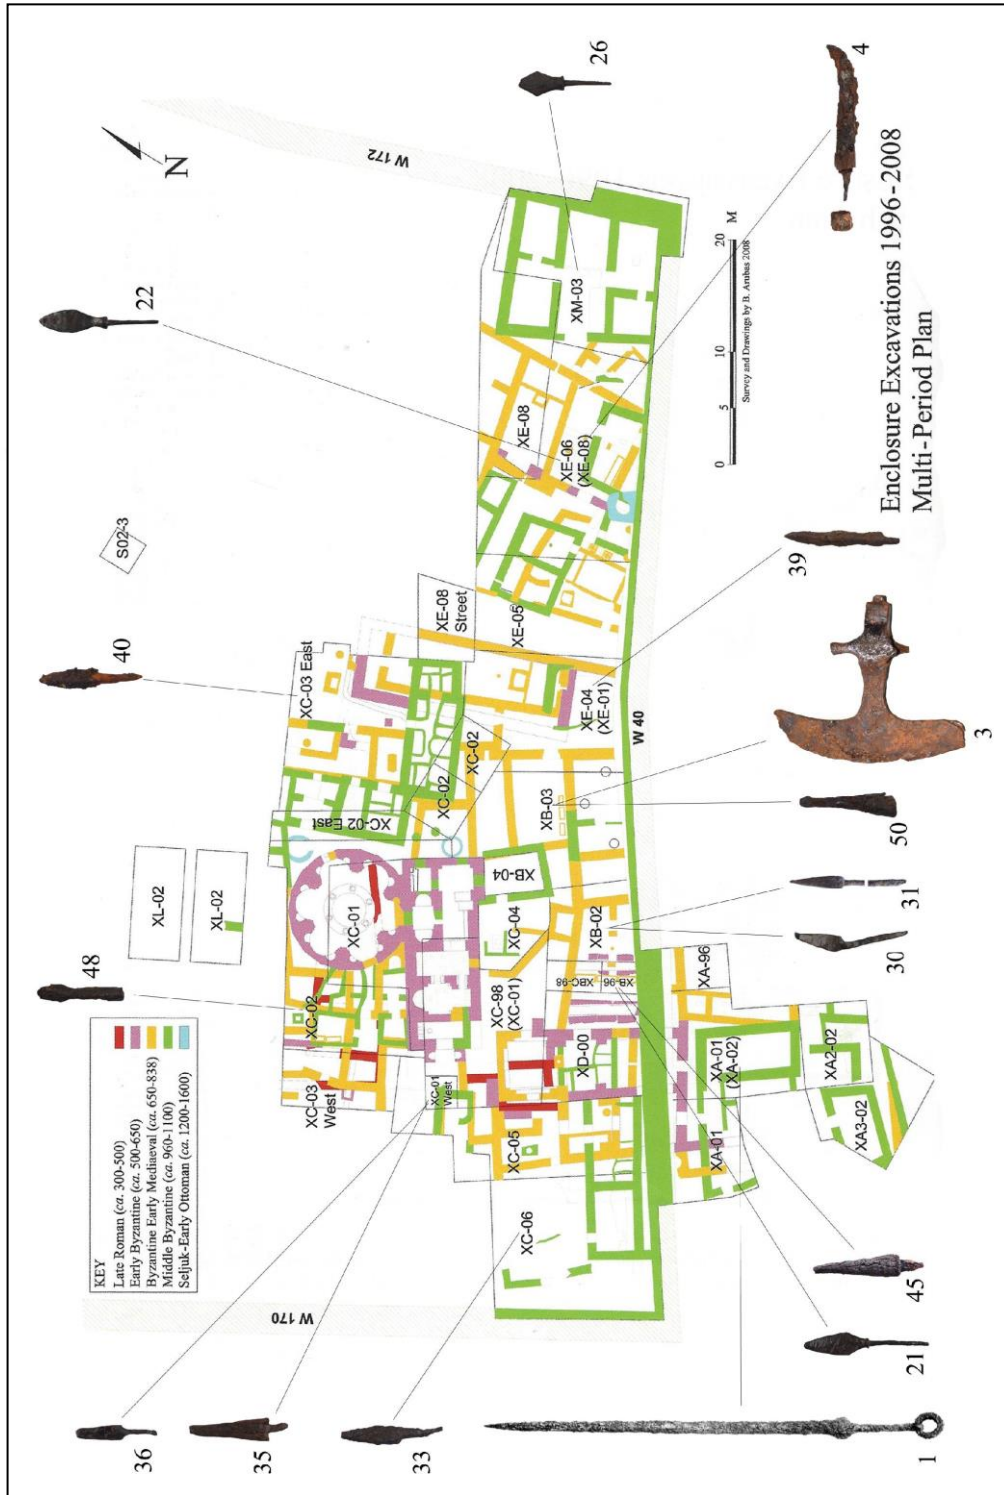 Enclosure Excavations 1996-2008
Multi-Period Plan
KEY
Late Roman (ca. 300-500)
Early Byzantine (ca. 500-650)
Byzantine Early Mediaeval (ca. 650-838)
Middle Byzantine (ca. 960-1100)
Seljuk-Early Ottoman (ca. 1200-1600)
N
0 5 10 20 M
Survey and Drawings by B. Arubas 2008
W 170
W 172
W 40
S02-3
XL-02
XL-02
XC-03 West
XC-02
XC-01
XC-02 East
XC-03 East
XC-01 West
XC-02
XC-02
XE-08 Street
XE-05
XE-08
XE-06 (XE-08)
XM-03
XE-04 (XE-01)
XB-03
XB-04
XC-04
XB-02
XC-98 (XC-01)
XBC-98
XB-96
XD-00
XC-05
XC-06
XA-96
XA-01 (XA-02)
XA-01
XA2-02
XA3-02
36
35
33
48
40
22
26
4
39
3
50
31
30
45
21
1